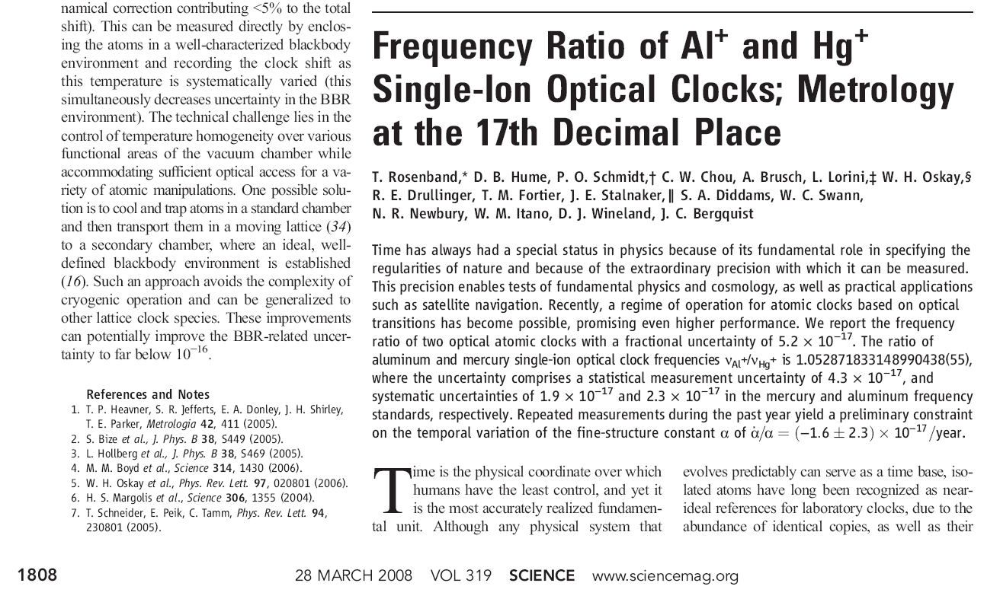 namical correction contributing <5% to the total
shift). This can be measured directly by enclos-
ing the atoms in a well-characterized blackbody
environment and recording the clock shift as
this temperature is systematically varied (this
simultaneously decreases uncertainty in the BBR
environment). The technical challenge lies in the
control of temperature homogeneity over various
functional areas of the vacuum chamber while
accommodating sufficient optical access for a va-
riety of atomic manipulations. One possible solu-
tion is to cool and trap atoms in a standard chamber
and then transport them in a moving lattice (34)
to a secondary chamber, where an ideal, well-
defined blackbody environment is established
(16). Such an approach avoids the complexity of
cryogenic operation and can be generalized to
other lattice clock species. These improvements
can potentially improve the BBR-related uncer-
tainty to far below 10⁻¹⁶.
References and Notes
1. T. P. Heavner, S. R. Jefferts, E. A. Donley, J. H. Shirley,
T. E. Parker, Metrologia 42, 411 (2005).
2. S. Bize et al., J. Phys. B 38, S449 (2005).
3. L. Hollberg et al., J. Phys. B 38, S469 (2005).
4. M. M. Boyd et al., Science 314, 1430 (2006).
5. W. H. Oskay et al., Phys. Rev. Lett. 97, 020801 (2006).
6. H. S. Margolis et al., Science 306, 1355 (2004).
7. T. Schneider, E. Peik, C. Tamm, Phys. Rev. Lett. 94,
230801 (2005).
Frequency Ratio of Al⁺ and Hg⁺
Single-Ion Optical Clocks; Metrology
at the 17th Decimal Place
T. Rosenband,* D. B. Hume, P. O. Schmidt,† C. W. Chou, A. Brusch, L. Lorini,‡ W. H. Oskay,§
R. E. Drullinger, T. M. Fortier, J. E. Stalnaker,‖ S. A. Diddams, W. C. Swann,
N. R. Newbury, W. M. Itano, D. J. Wineland, J. C. Bergquist
Time has always had a special status in physics because of its fundamental role in specifying the
regularities of nature and because of the extraordinary precision with which it can be measured.
This precision enables tests of fundamental physics and cosmology, as well as practical applications
such as satellite navigation. Recently, a regime of operation for atomic clocks based on optical
transitions has become possible, promising even higher performance. We report the frequency
ratio of two optical atomic clocks with a fractional uncertainty of 5.2 × 10⁻¹⁷. The ratio of
aluminum and mercury single-ion optical clock frequencies νAl⁺/νHg⁺ is 1.052871833148990438(55),
where the uncertainty comprises a statistical measurement uncertainty of 4.3 × 10⁻¹⁷, and
systematic uncertainties of 1.9 × 10⁻¹⁷ and 2.3 × 10⁻¹⁷ in the mercury and aluminum frequency
standards, respectively. Repeated measurements during the past year yield a preliminary constraint
on the temporal variation of the fine-structure constant α of α̇/α = (−1.6 ± 2.3) × 10⁻¹⁷/year.
Time is the physical coordinate over which
humans have the least control, and yet it
is the most accurately realized fundamen-
tal unit. Although any physical system that
evolves predictably can serve as a time base, iso-
lated atoms have long been recognized as near-
ideal references for laboratory clocks, due to the
abundance of identical copies, as well as their
1808
28 MARCH 2008 VOL 319 SCIENCE www.sciencemag.org